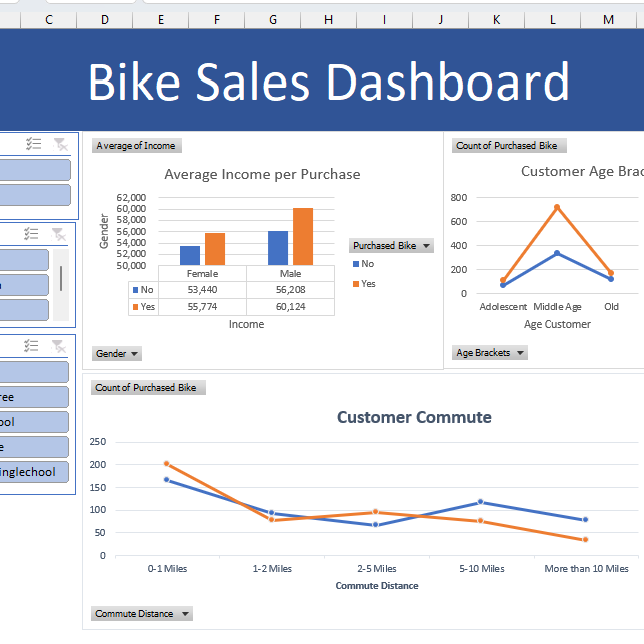 C D E F G H I J K L M
Bike Sales Dashboard
Average of Income
Average Income per Purchase
62,000
60,000
58,000
56,000
54,000
52,000
50,000
Gender
Female Male
No 53,440 56,208
Yes 55,774 60,124
Income
Purchased Bike
No
Yes
Gender
Count of Purchased Bike
Customer Age Brac
800
600
400
200
0
Adolescent Middle Age Old
Age Customer
Age Brackets
ree
ool
e
inglechool
Count of Purchased Bike
Customer Commute
250
200
150
100
50
0
0-1 Miles 1-2 Miles 2-5 Miles 5-10 Miles More than 10 Miles
Commute Distance
Commute Distance